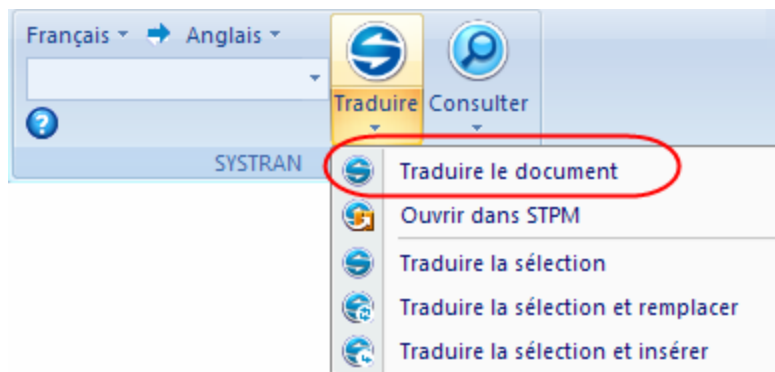 Français Anglais
Traduire Consulter
SYSTRAN
Traduire le document
Ouvrir dans STPM
Traduire la sélection
Traduire la sélection et remplacer
Traduire la sélection et insérer